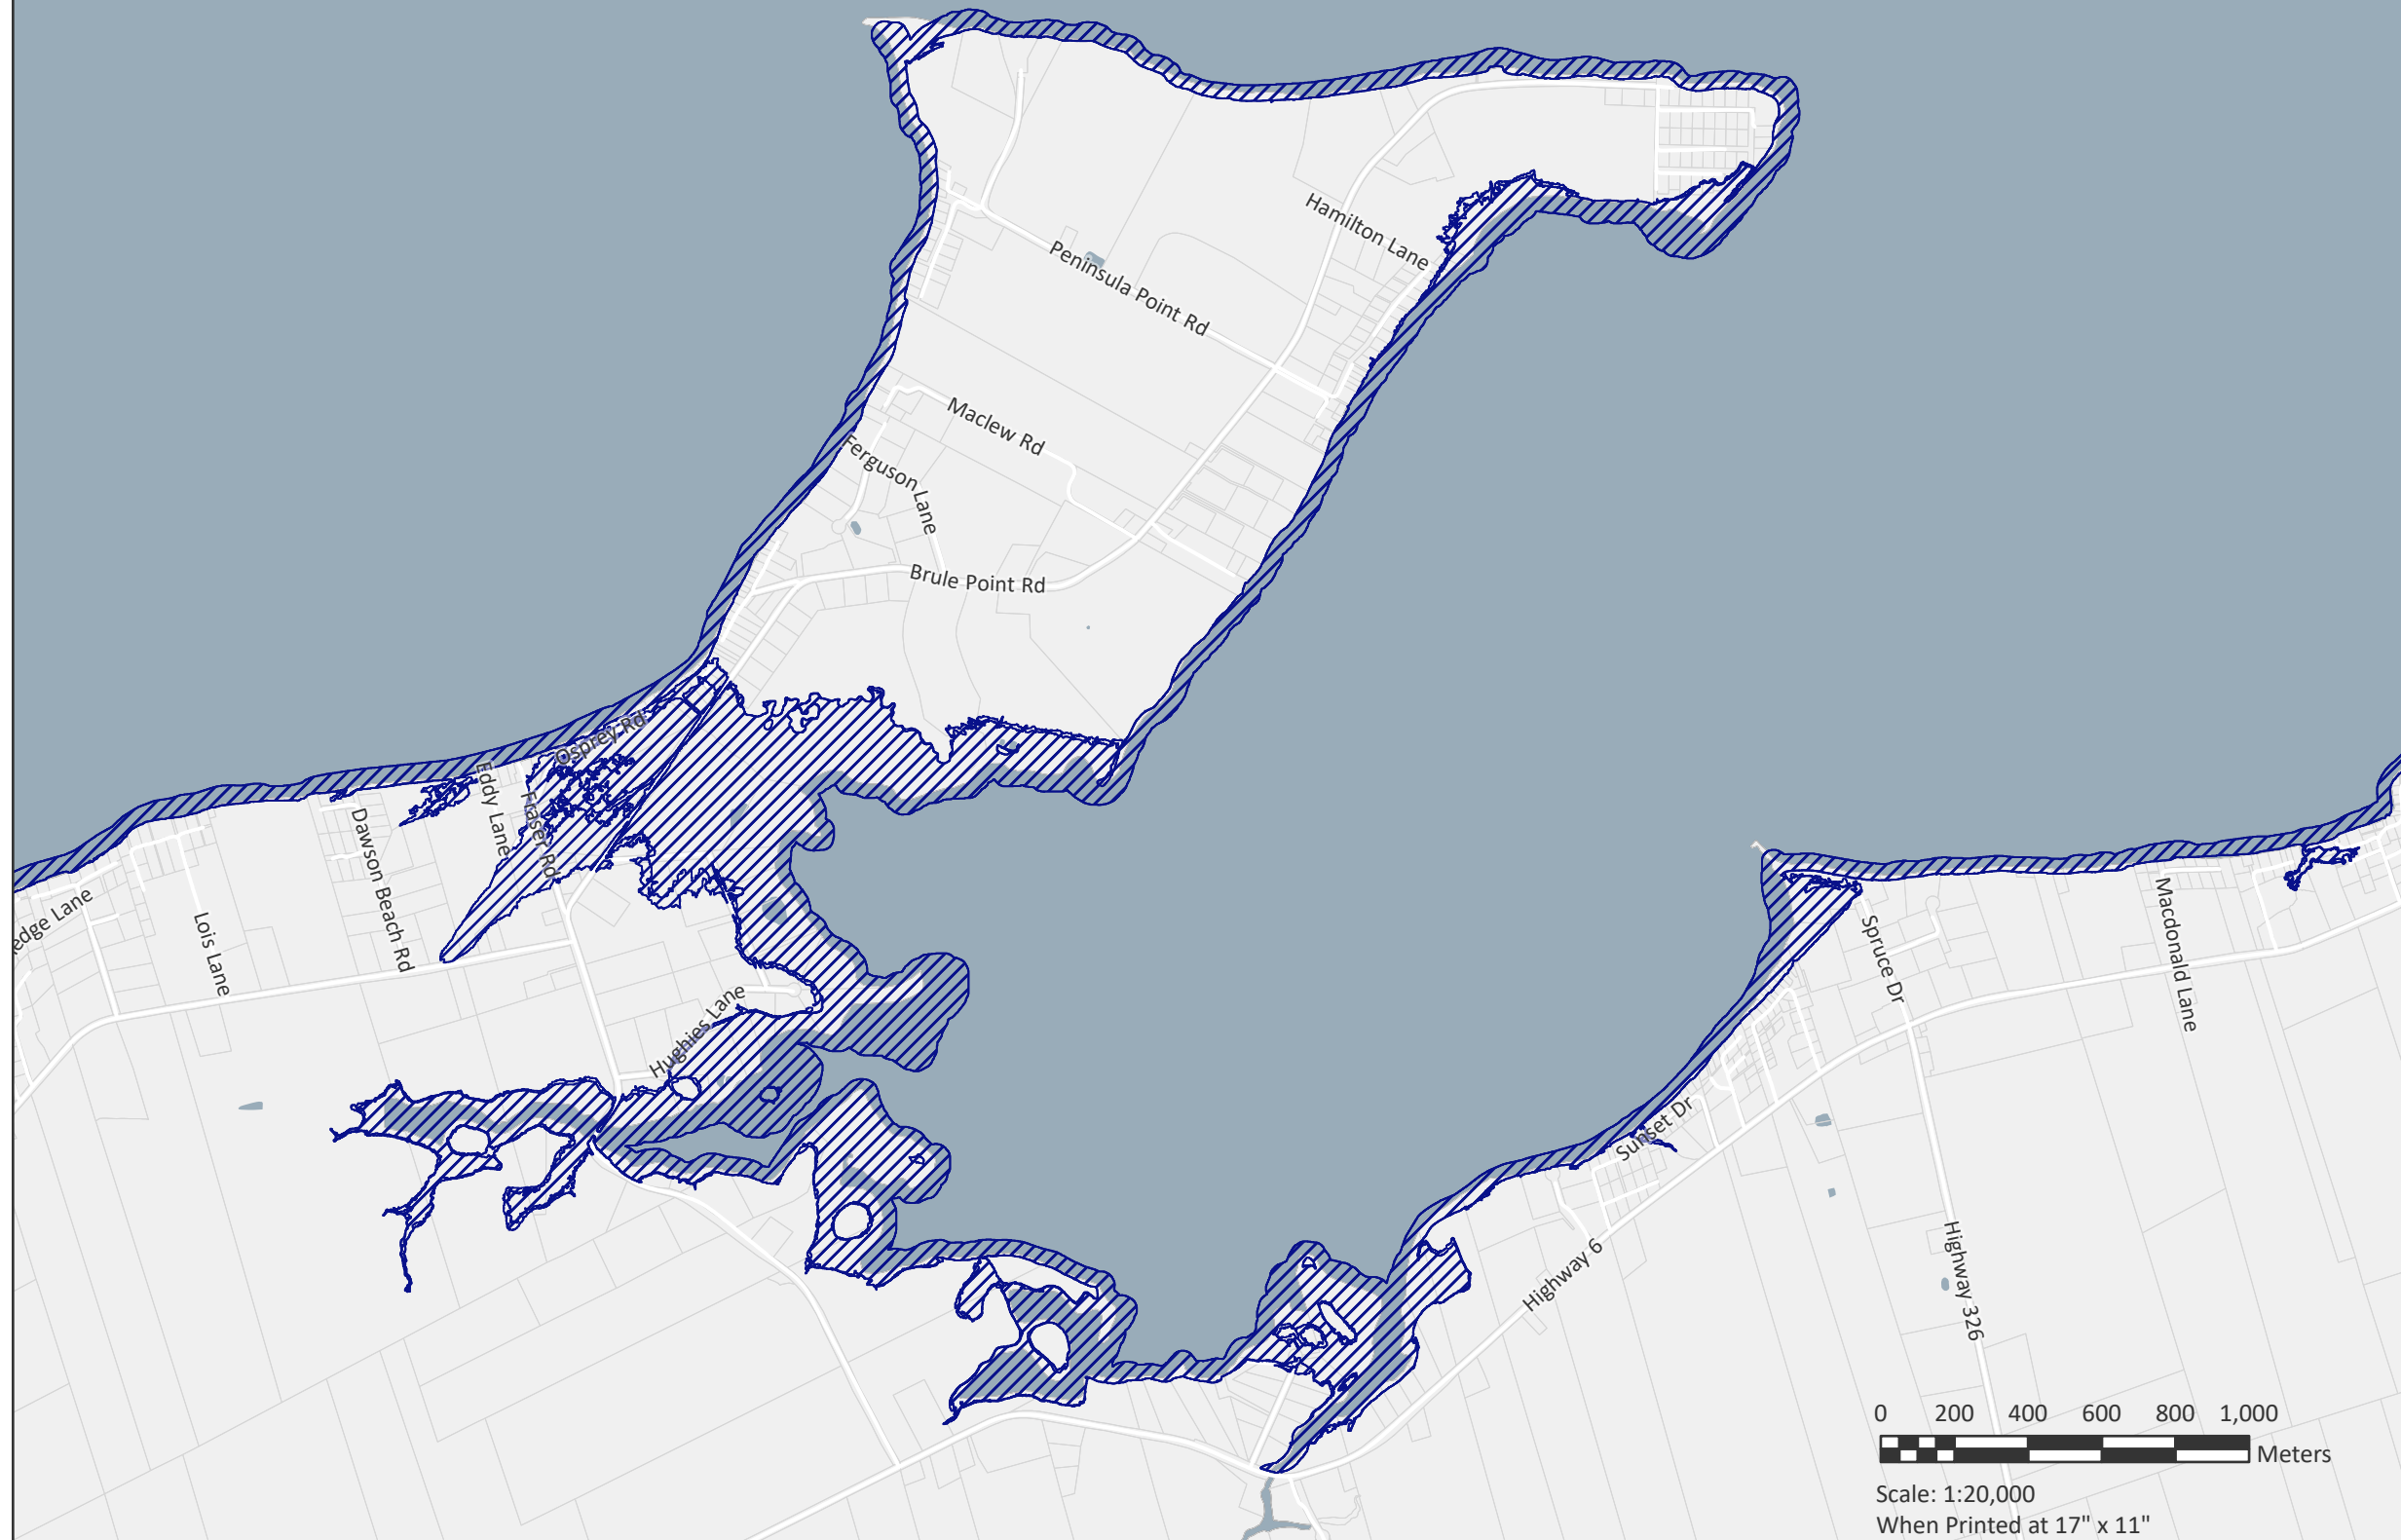 Hamilton Lane
Peninsula Point Rd
Maclew Rd
Ferguson Lane
Brule Point Rd
Osprey Rd
Eddy Lane
Fraser Rd
Dawson Beach Rd
edge Lane
Lois Lane
Hughies Lane
Macdonald Lane
Spruce Dr
Sunset Dr
Highway 6
Highway 326
0 200 400 600 800 1,000
Meters
Scale: 1:20,000
When Printed at 17" x 11"